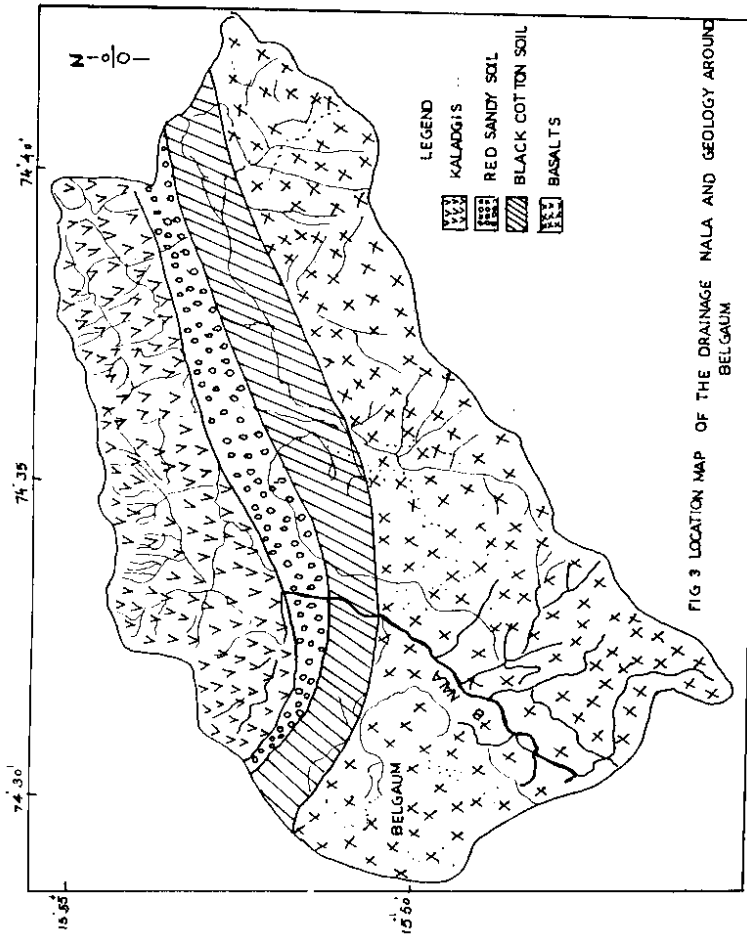 N
74°30'
74°35
74°40'
15°55'
15°50'
BELGAUM
B NALA
LEGEND
KALADGIS
RED SANDY SOIL
BLACK COTTON SOIL
BASALTS
FIG 3 LOCATION MAP OF THE DRAINAGE NALA AND GEOLOGY AROUND
BELGAUM